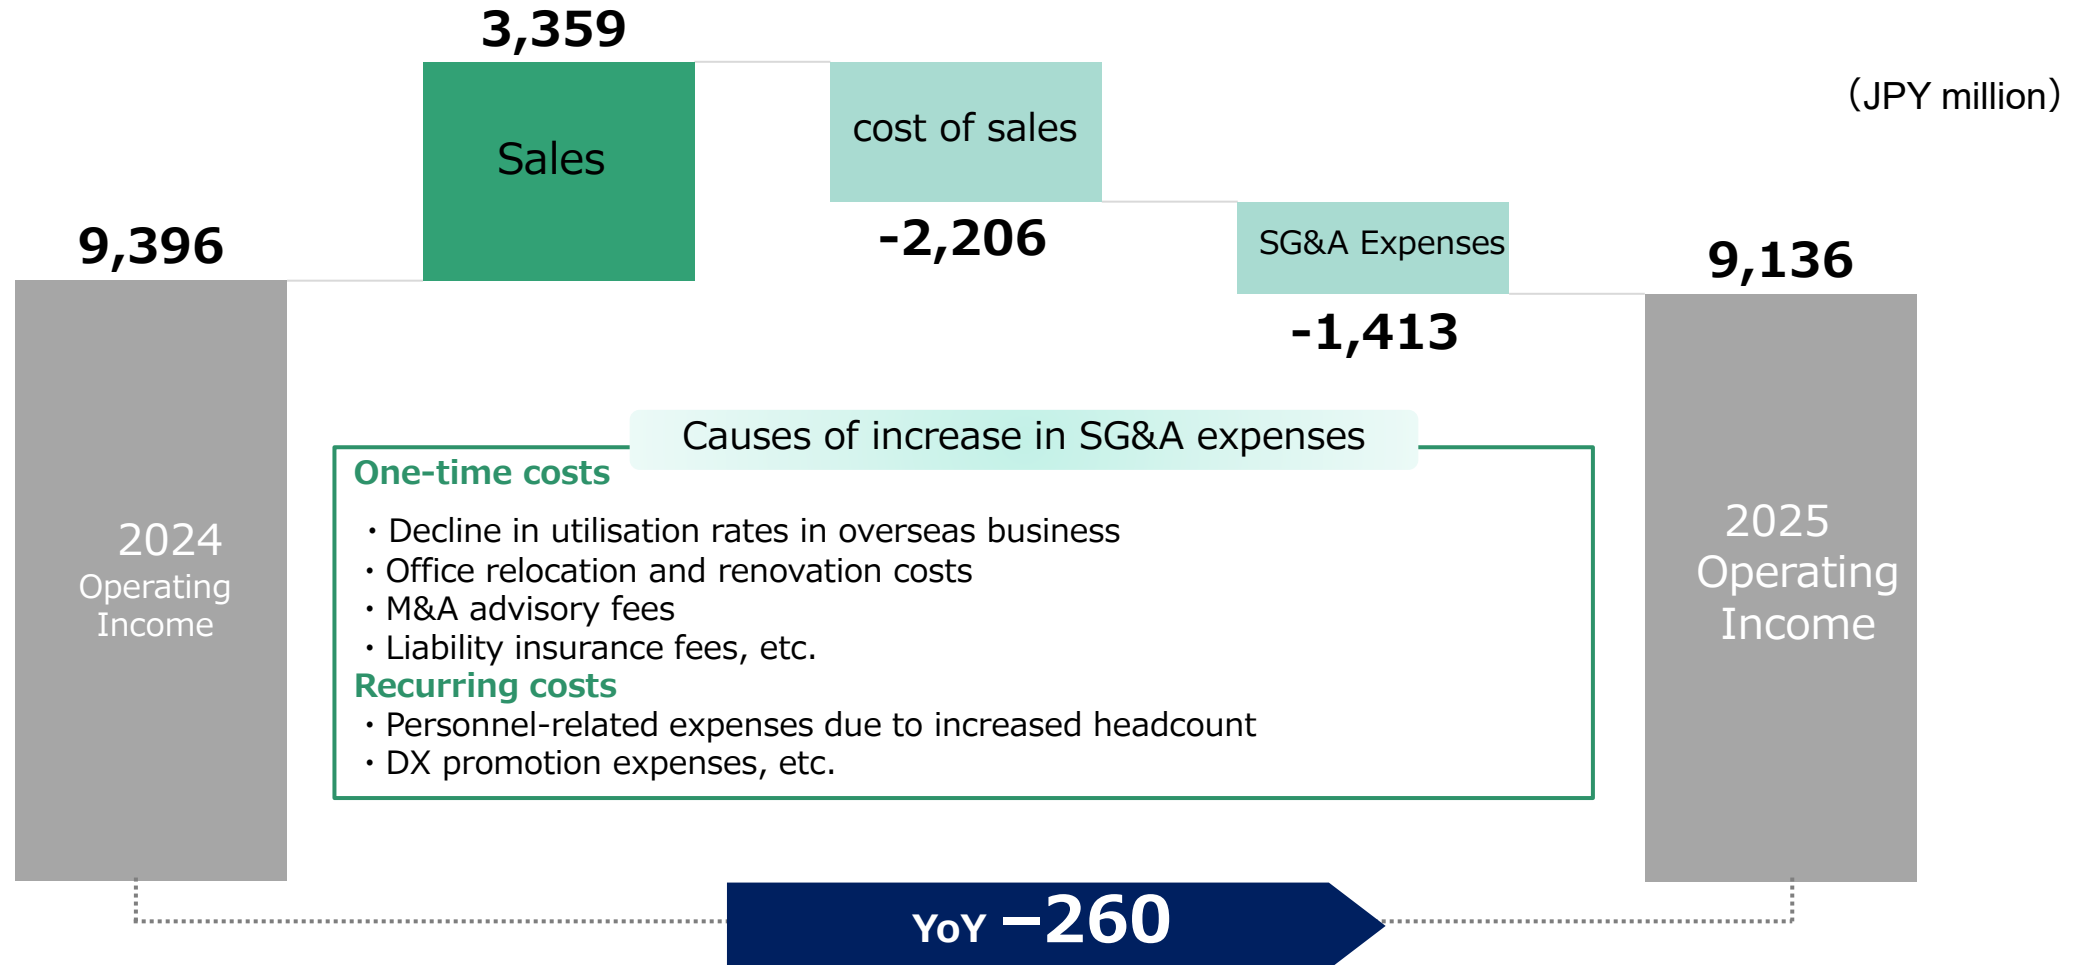 3,359
（JPY million）
Sales
cost of sales
9,396
-2,206
SG&A Expenses
9,136
-1,413
Causes of increase in SG&A expenses
One-time costs
・Decline in utilisation rates in overseas business
・Office relocation and renovation costs
・M&A advisory fees
・Liability insurance fees, etc.
Recurring costs
・Personnel-related expenses due to increased headcount
・DX promotion expenses, etc.
2024
Operating
Income
2025
Operating
Income
YoY －260